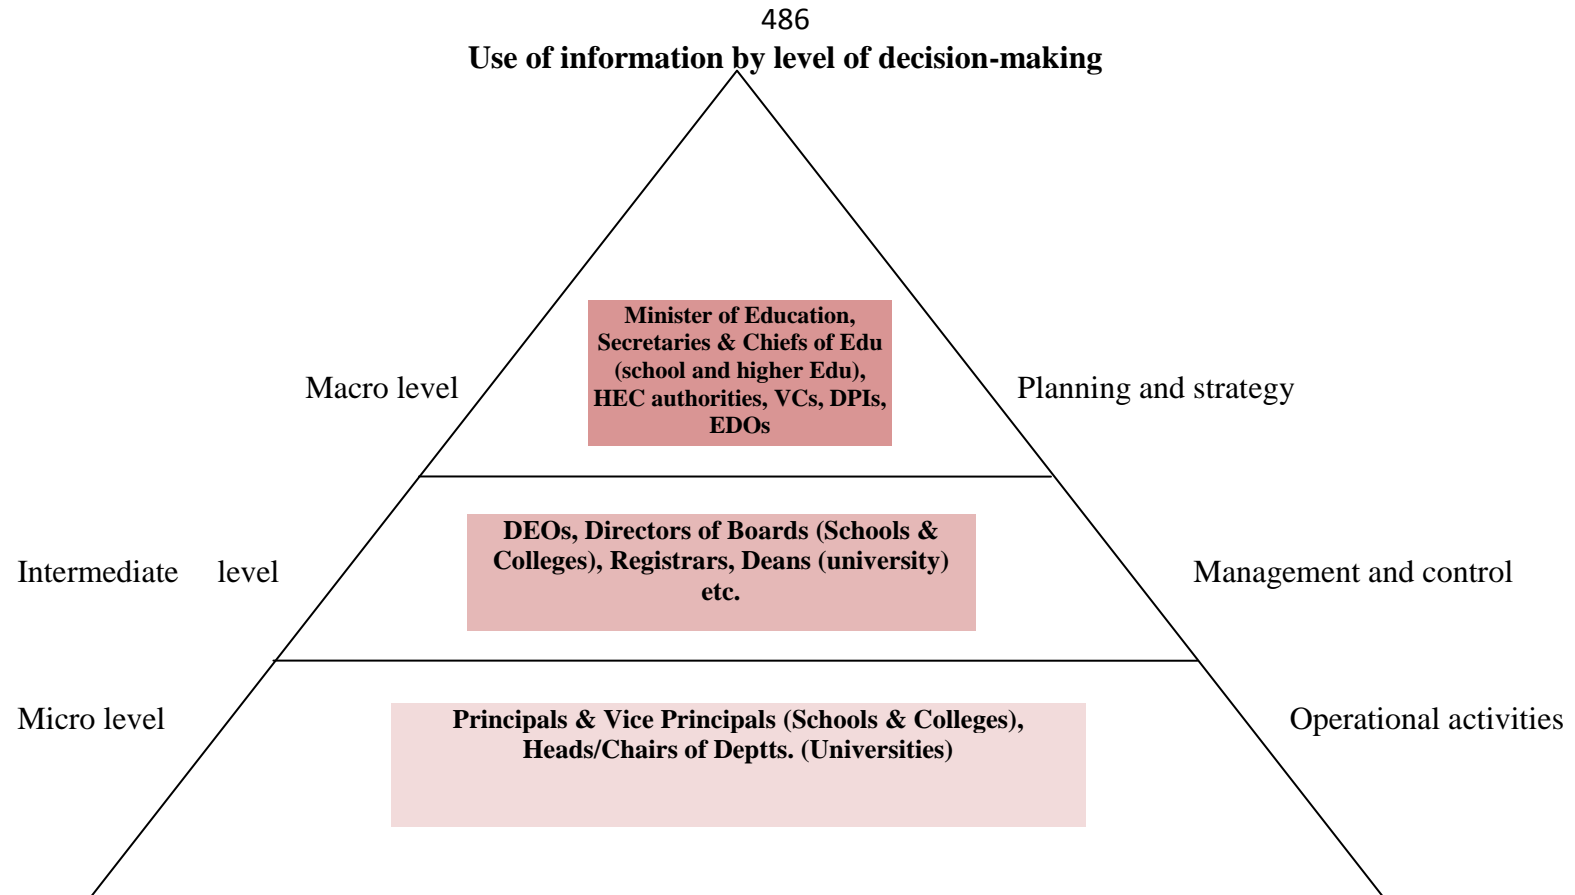 486
Use of information by level of decision-making
Minister of Education,
Secretaries & Chiefs of Edu
(school and higher Edu),
HEC authorities, VCs, DPIs,
EDOs
Macro level
Planning and strategy
DEOs, Directors of Boards (Schools &
Colleges), Registrars, Deans (university)
etc.
Intermediate level
Management and control
Micro level
Principals & Vice Principals (Schools & Colleges),
Heads/Chairs of Deptts. (Universities)
Operational activities